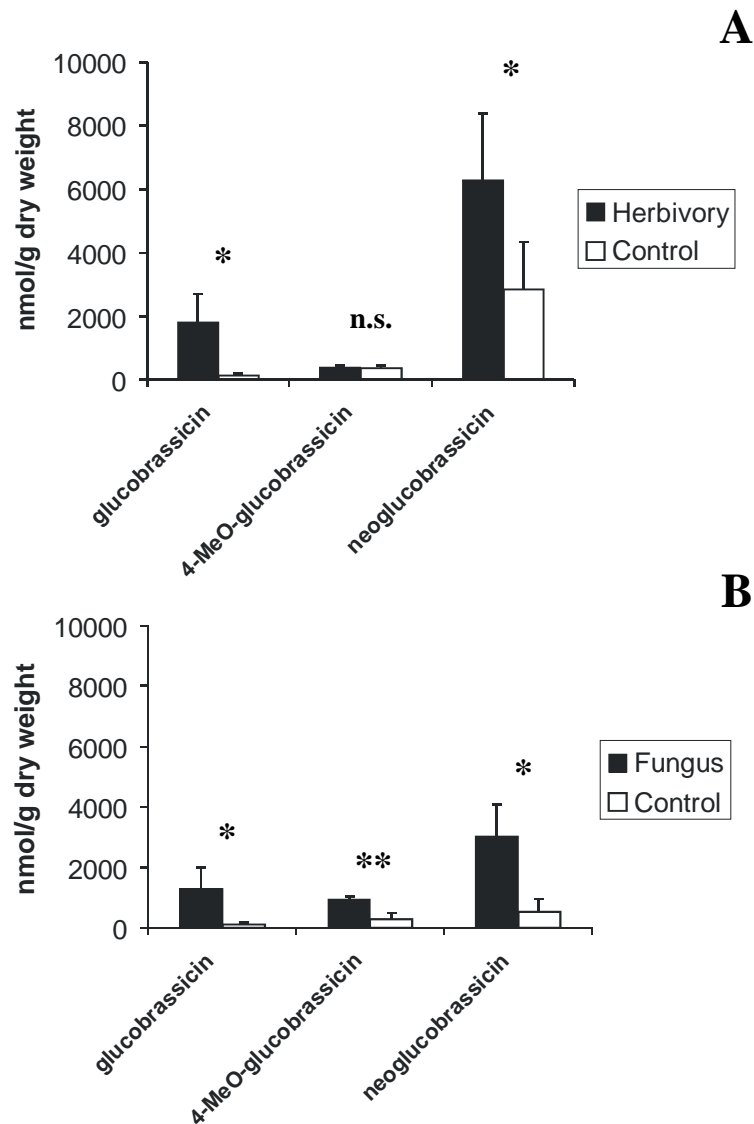 A
10000
8000
6000
4000
2000
0
nmol/g dry weight
*
n.s.
*
Herbivory
Control
glucobrassicin
4-MeO-glucobrassicin
neoglucobrassicin
B
10000
8000
6000
4000
2000
0
nmol/g dry weight
*
**
*
Fungus
Control
glucobrassicin
4-MeO-glucobrassicin
neoglucobrassicin